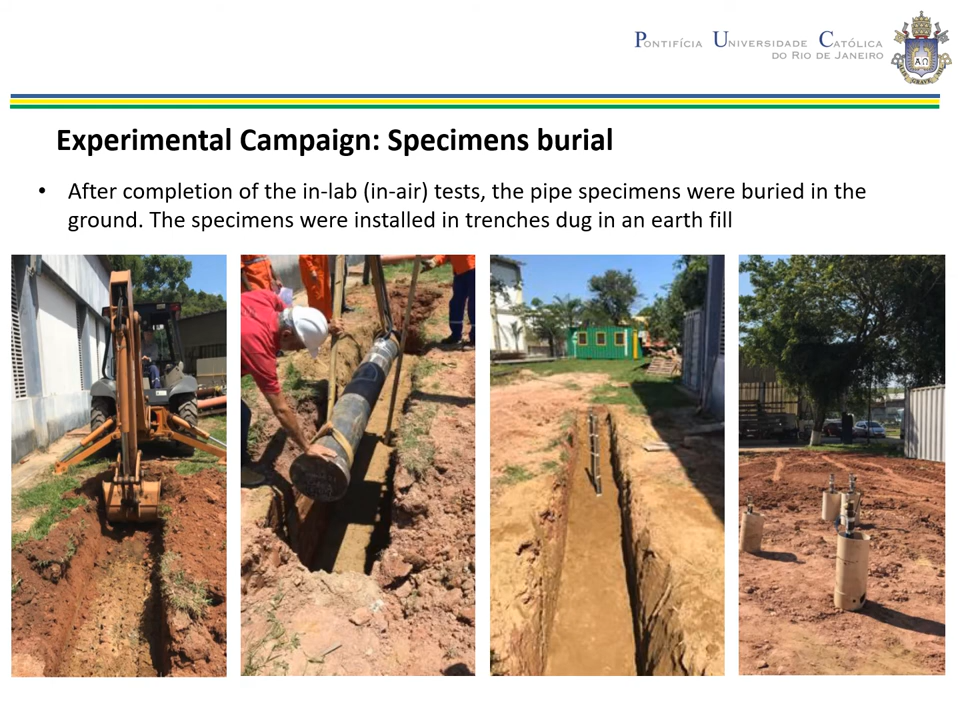 PONTIFÍCIA UNIVERSIDADE CATÓLICA
DO RIO DE JANEIRO
Experimental Campaign: Specimens burial
• After completion of the in-lab (in-air) tests, the pipe specimens were buried in the
ground. The specimens were installed in trenches dug in an earth fill